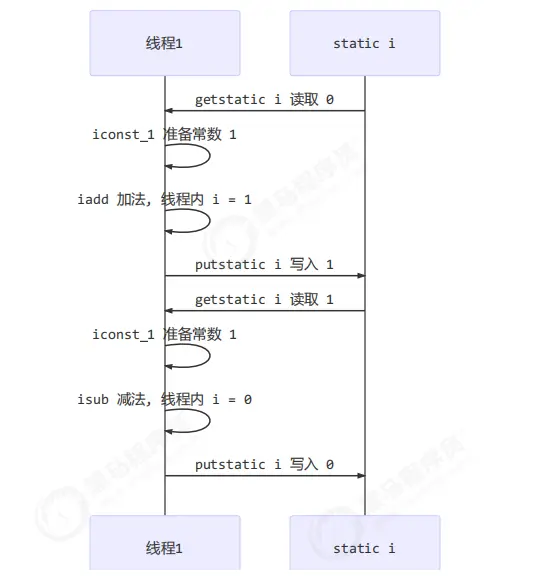 线程1
static i
getstatic i 读取 0
iconst_1 准备常数 1
iadd 加法, 线程内 i = 1
putstatic i 写入 1
getstatic i 读取 1
iconst_1 准备常数 1
isub 减法, 线程内 i = 0
putstatic i 写入 0
线程1
static i